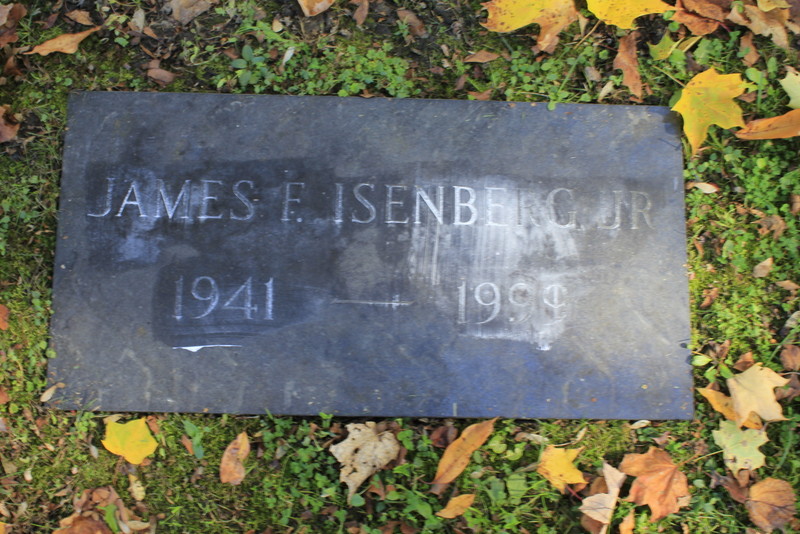 JAMES F. ISENBERG JR
1941 —